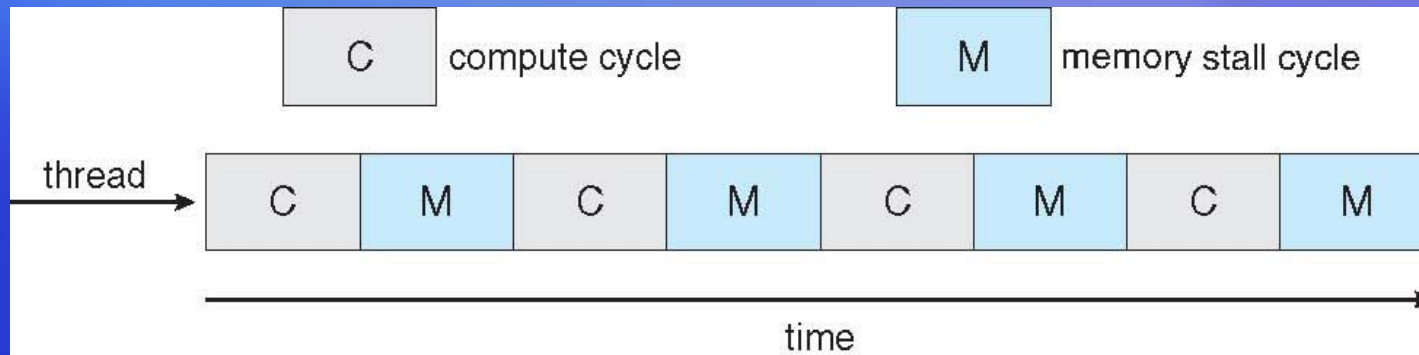 C compute cycle M memory stall cycle
thread
C M C M C M C M
time